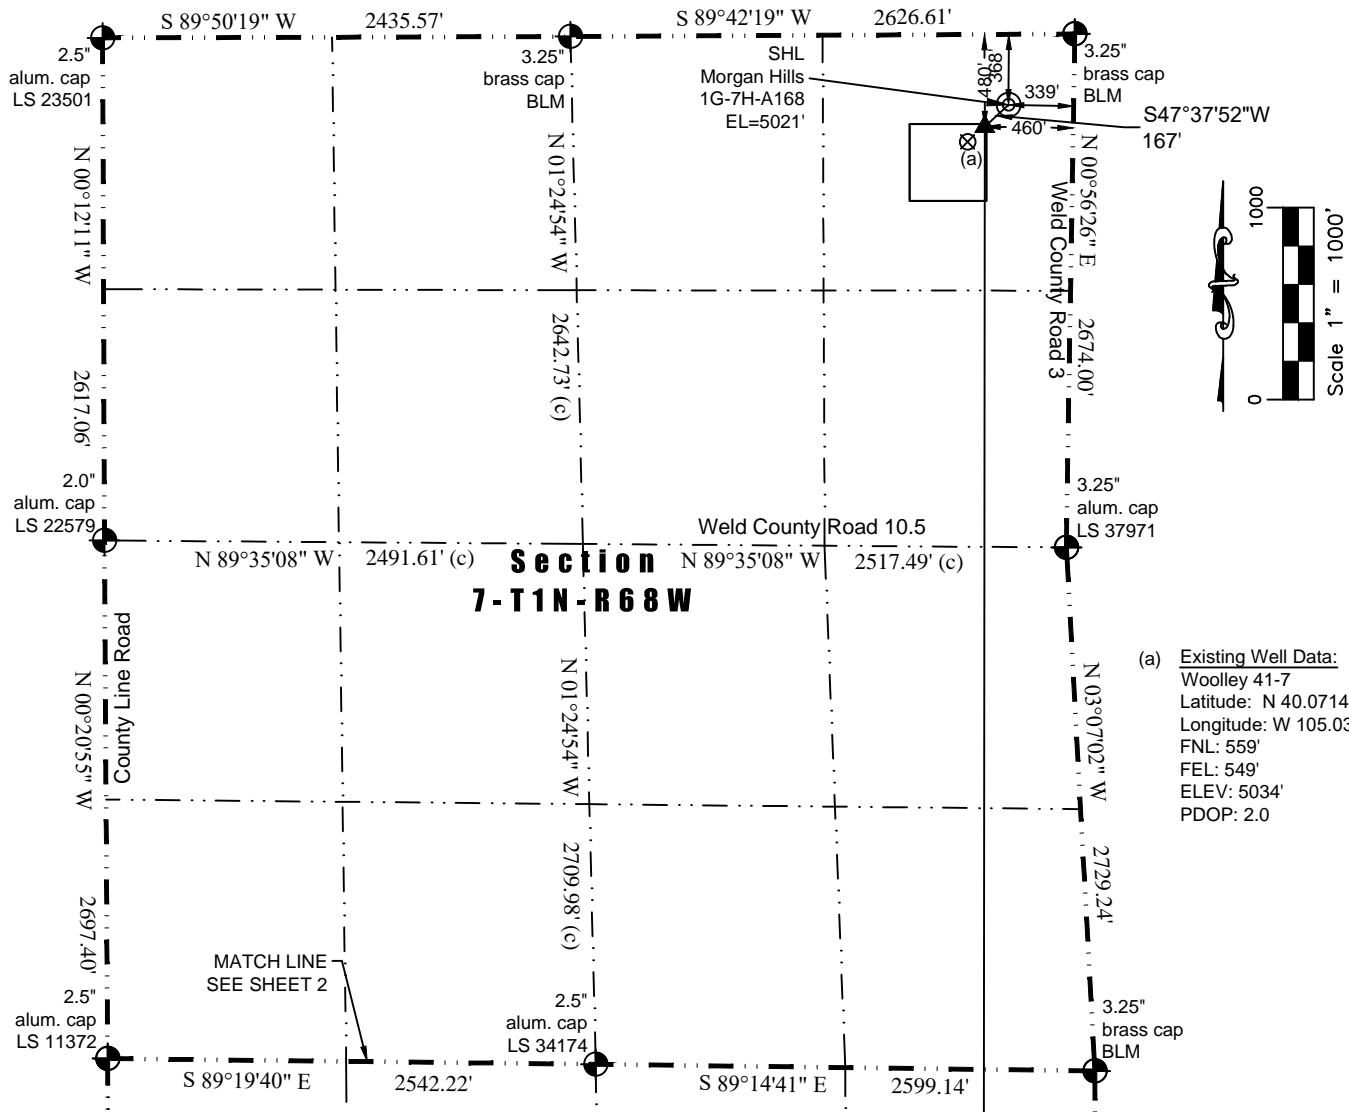 S 89°50'19" W
2435.57'
S 89°42'19" W
2626.61'
2.5"
alum. cap
LS 23501
3.25"
brass cap
BLM
SHL
Morgan Hills
1G-7H-A168
EL=5021'
480'
368'
3.25"
brass cap
BLM
339'
460'
S47°37'52"W
167'
(a)
N 00°12'11" W
2617.06'
N 01°24'54" W
2642.73' (c)
N 00°56'26" E
2674.00'
Weld County Road 3
1000
0
Scale 1" = 1000'
2.0"
alum. cap
LS 22579
3.25"
alum. cap
LS 37971
Weld County Road 10.5
N 89°35'08" W
2491.61' (c)
N 89°35'08" W
2517.49' (c)
Section
7-T1N-R68W
County Line Road
N 00°20'55" W
2697.40'
N 01°24'54" W
2709.98' (c)
N 03°07'02" W
2729.24'
(a) Existing Well Data:
Woolley 41-7
Latitude: N 40.0714
Longitude: W 105.03
FNL: 559'
FEL: 549'
ELEV: 5034'
PDOP: 2.0
MATCH LINE
SEE SHEET 2
2.5"
alum. cap
LS 11372
2.5"
alum. cap
LS 34174
3.25"
brass cap
BLM
S 89°19'40" E
2542.22'
S 89°14'41" E
2599.14'